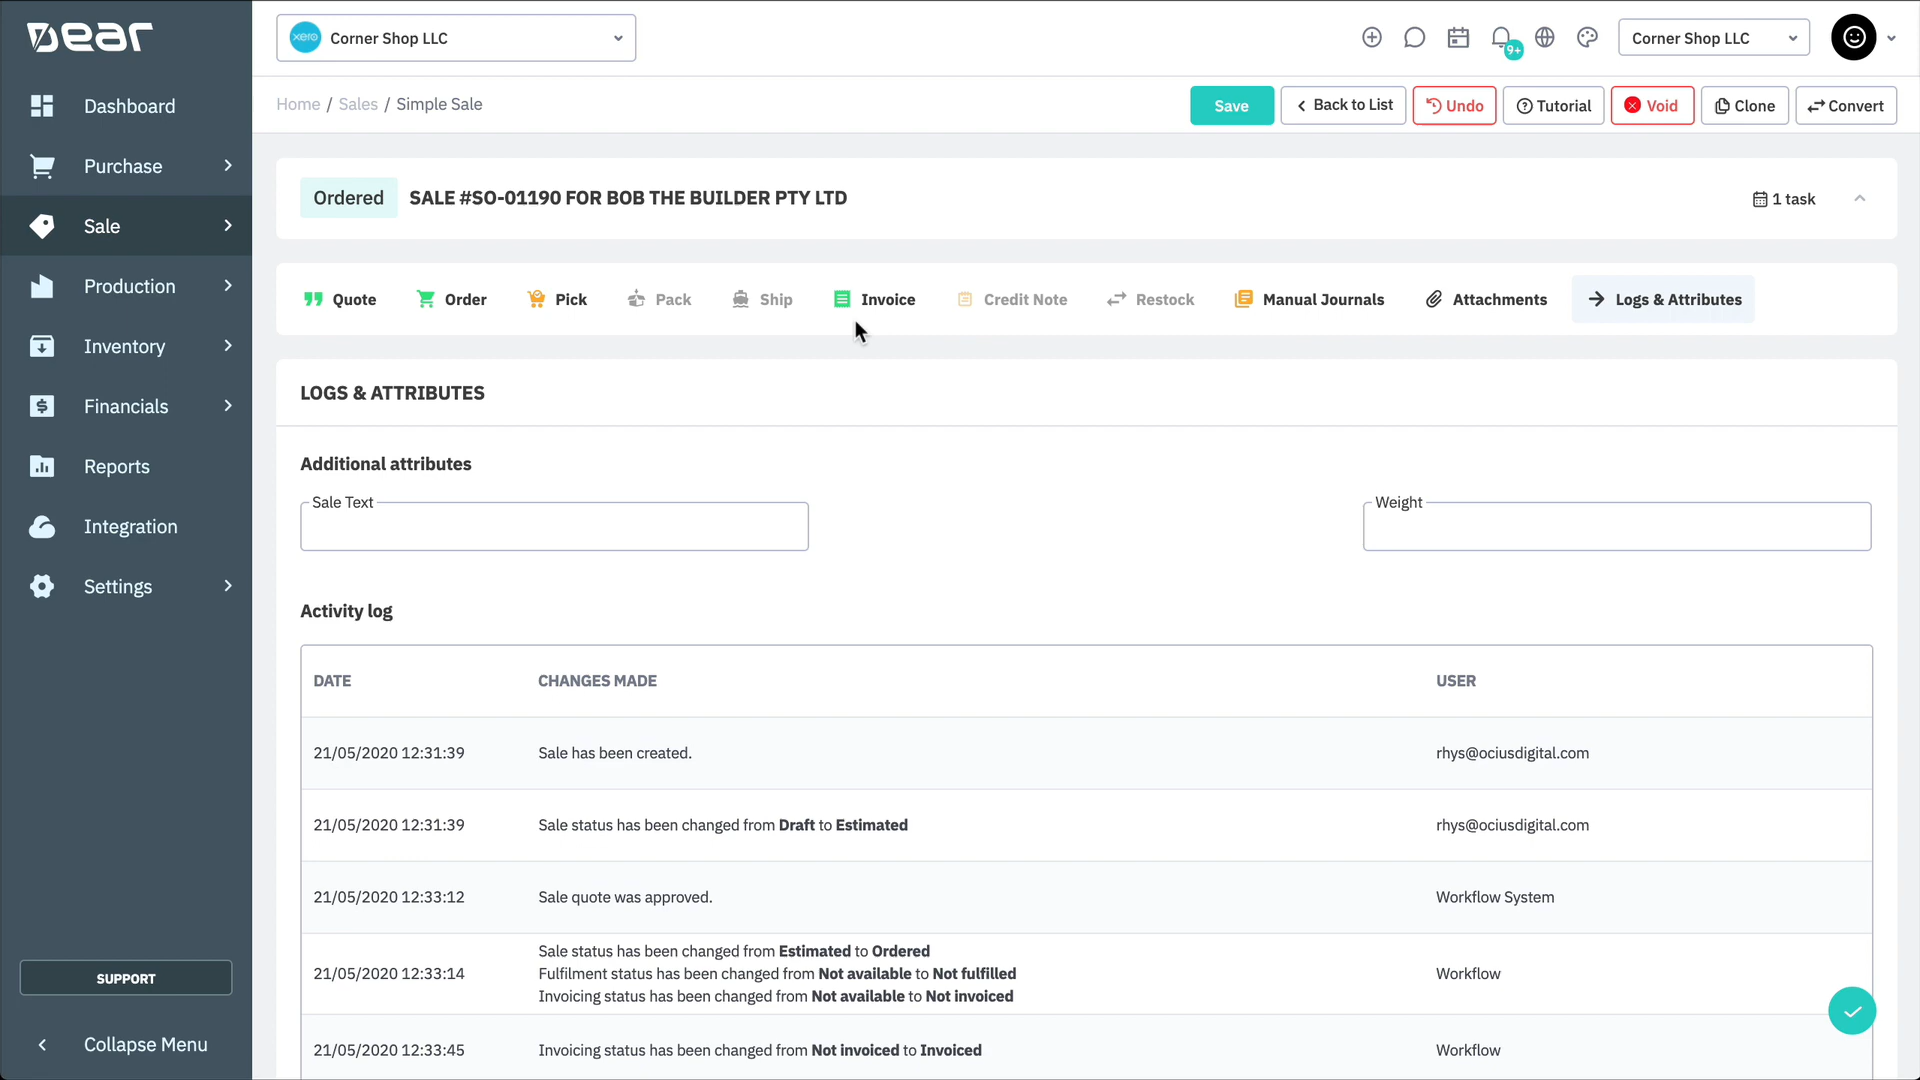 Dear
xero Corner Shop LLC
9+
Corner Shop LLC
Home / Sales / Simple Sale
Save
Back to List
Undo
Tutorial
Void
Clone
Convert
Dashboard
Purchase
Sale
Production
Inventory
Financials
Reports
Integration
Settings
SUPPORT
Collapse Menu
Ordered SALE #SO-01190 FOR BOB THE BUILDER PTY LTD
1 task
Quote
Order
Pick
Pack
Ship
Invoice
Credit Note
Restock
Manual Journals
Attachments
Logs & Attributes
LOGS & ATTRIBUTES
Additional attributes
Sale Text
Weight
Activity log
DATE CHANGES MADE USER
21/05/2020 12:31:39 Sale has been created. rhys@ociusdigital.com
21/05/2020 12:31:39 Sale status has been changed from Draft to Estimated rhys@ociusdigital.com
21/05/2020 12:33:12 Sale quote was approved. Workflow System
Sale status has been changed from Estimated to Ordered
21/05/2020 12:33:14 Fulfilment status has been changed from Not available to Not fulfilled Workflow
Invoicing status has been changed from Not available to Not invoiced
21/05/2020 12:33:45 Invoicing status has been changed from Not invoiced to Invoiced Workflow